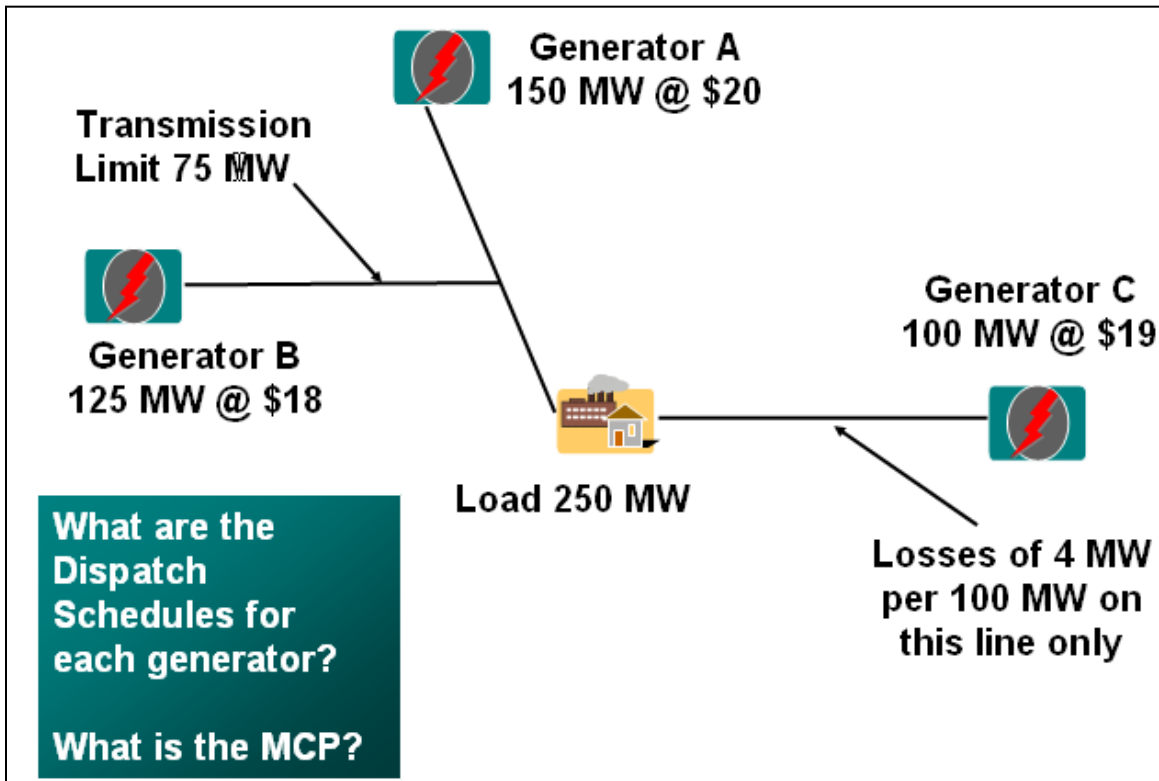 Generator A
150 MW @ $20
Transmission
Limit 75 MW
Generator B
125 MW @ $18
Generator C
100 MW @ $19
Load 250 MW
Losses of 4 MW
per 100 MW on
this line only
What are the
Dispatch
Schedules for
each generator?
What is the MCP?